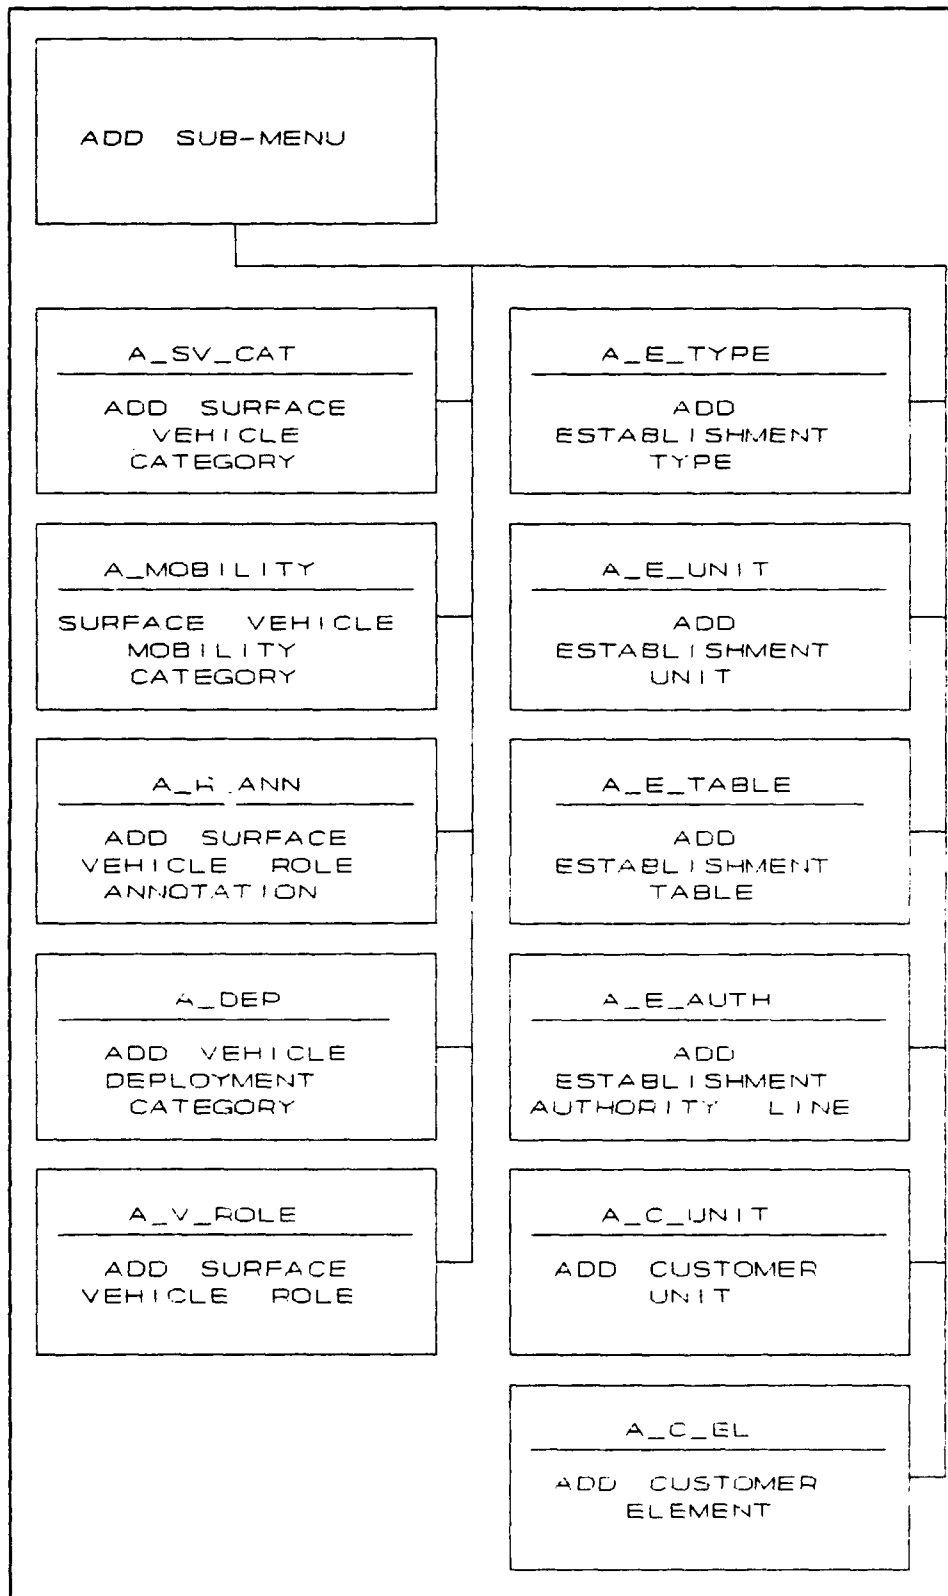 ADD SUB-MENU
A_SV_CAT
ADD SURFACE
VEHICLE
CATEGORY
A_MOBILITY
SURFACE VEHICLE
MOBILITY
CATEGORY
A_R_ANN
ADD SURFACE
VEHICLE ROLE
ANNOTATION
A_DEP
ADD VEHICLE
DEPLOYMENT
CATEGORY
A_V_ROLE
ADD SURFACE
VEHICLE ROLE
A_E_TYPE
ADD
ESTABLISHMENT
TYPE
A_E_UNIT
ADD
ESTABLISHMENT
UNIT
A_E_TABLE
ADD
ESTABLISHMENT
TABLE
A_E_AUTH
ADD
ESTABLISHMENT
AUTHORITY LINE
A_C_UNIT
ADD CUSTOMER
UNIT
A_C_EL
ADD CUSTOMER
ELEMENT